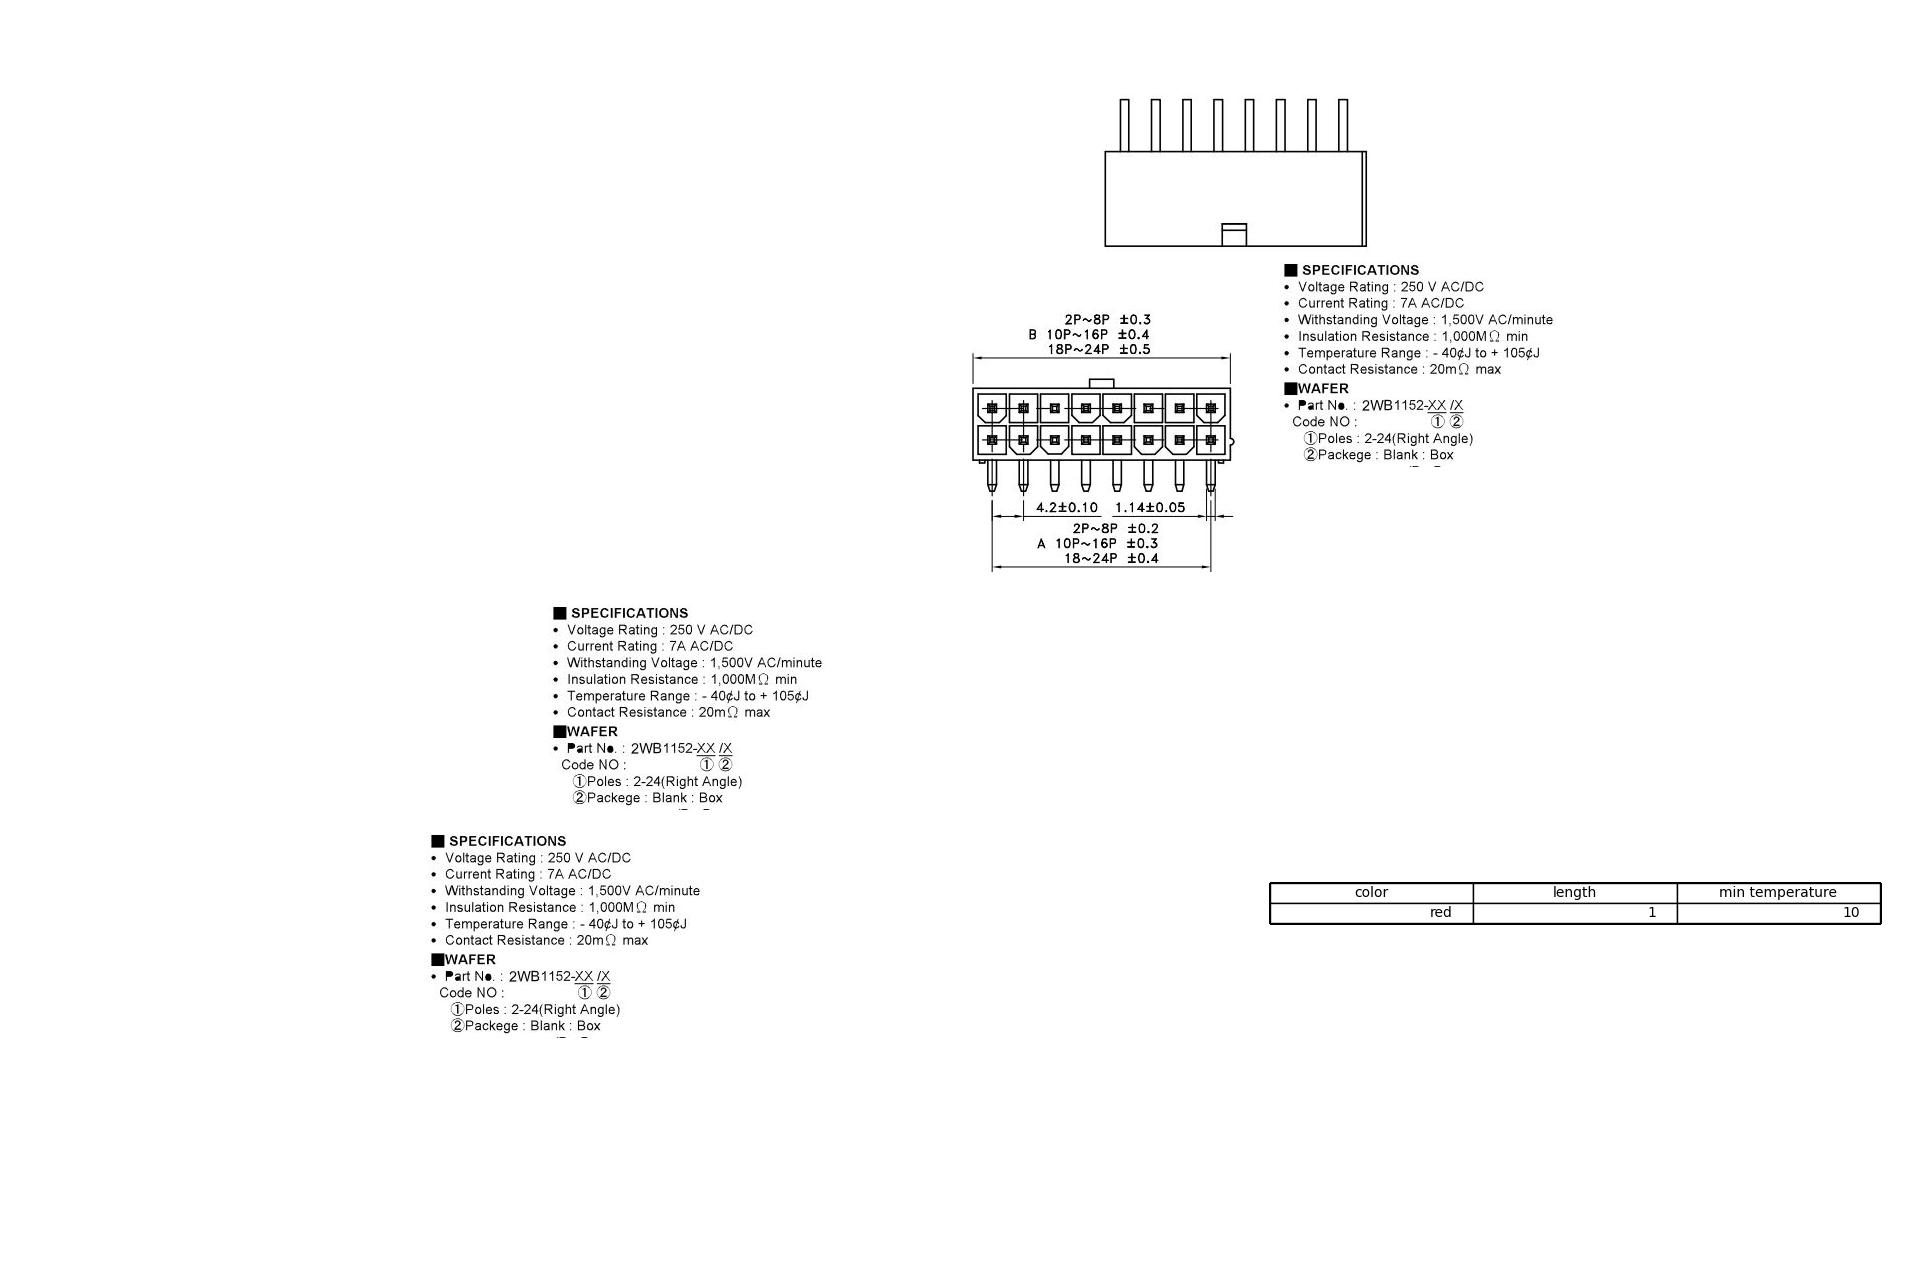 ■ SPECIFICATIONS
• Voltage Rating : 250 V AC/DC
• Current Rating : 7A AC/DC
• Withstanding Voltage : 1,500V AC/minute
• Insulation Resistance : 1,000MΩ min
• Temperature Range : - 40¢J to + 105¢J
• Contact Resistance : 20mΩ max
■WAFER
• Part No. : 2WB1152-XX /X
Code NO : ① ②
①Poles : 2-24(Right Angle)
②Packege : Blank : Box
2P~8P ±0.3
B 10P~16P ±0.4
18P~24P ±0.5
4.2±0.10 1.14±0.05
2P~8P ±0.2
A 10P~16P ±0.3
18~24P ±0.4
■ SPECIFICATIONS
• Voltage Rating : 250 V AC/DC
• Current Rating : 7A AC/DC
• Withstanding Voltage : 1,500V AC/minute
• Insulation Resistance : 1,000MΩ min
• Temperature Range : - 40¢J to + 105¢J
• Contact Resistance : 20mΩ max
■WAFER
• Part No. : 2WB1152-XX /X
Code NO : ① ②
①Poles : 2-24(Right Angle)
②Packege : Blank : Box
■ SPECIFICATIONS
• Voltage Rating : 250 V AC/DC
• Current Rating : 7A AC/DC
• Withstanding Voltage : 1,500V AC/minute
• Insulation Resistance : 1,000MΩ min
• Temperature Range : - 40¢J to + 105¢J
• Contact Resistance : 20mΩ max
■WAFER
• Part No. : 2WB1152-XX /X
Code NO : ① ②
①Poles : 2-24(Right Angle)
②Packege : Blank : Box
color length min temperature
red 1 10